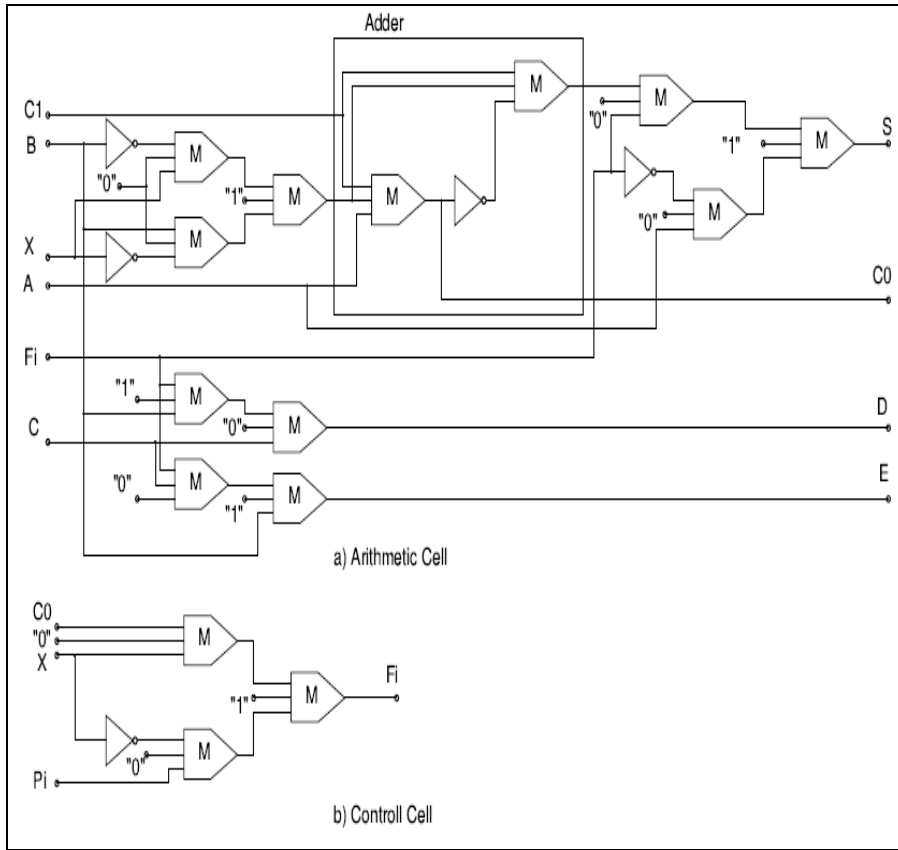 Adder
C1
M
M
B
M
S
M
"0"
"1"
"0"
M
"1"
M
M
"0"
M
X
A
C0
Fi
M
"1"
D
C
"0"
M
M
E
"0"
"1"
M
a) Arithmetic Cell
C0
"0"
M
X
Fi
"1"
M
M
"0"
Pi
b) Controll Cell